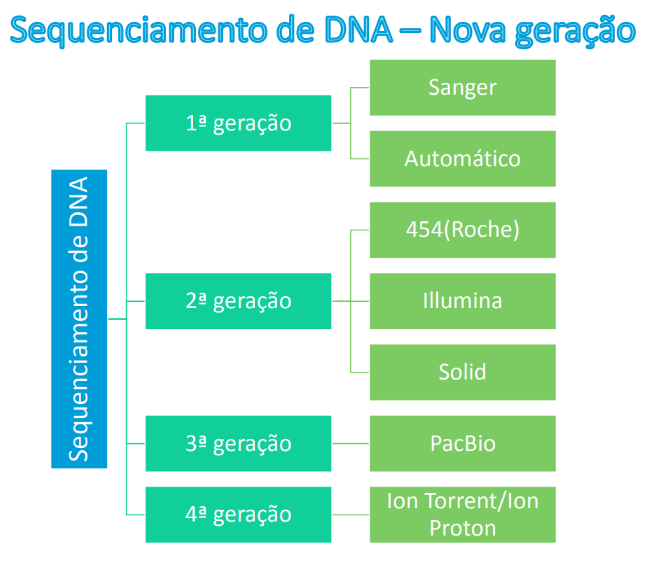 Sequenciamento de DNA – Nova geração
Sequenciamento de DNA
1ª geração
Sanger
Automático
2ª geração
454(Roche)
Illumina
Solid
3ª geração
PacBio
4ª geração
Ion Torrent/Ion
Proton